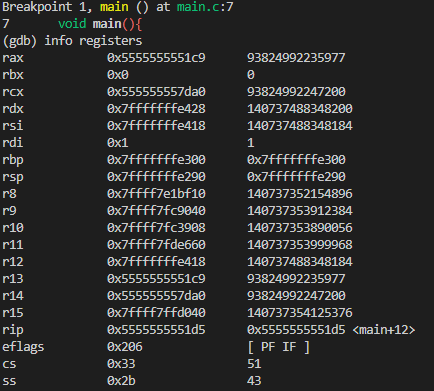 Breakpoint 1, main () at main.c:7
7 void main(){
(gdb) info registers
rax 0x5555555551c9 93824992235977
rbx 0x0 0
rcx 0x555555557da0 93824992247200
rdx 0x7fffffffe428 140737488348200
rsi 0x7fffffffe418 140737488348184
rdi 0x1 1
rbp 0x7fffffffe300 0x7fffffffe300
rsp 0x7fffffffe290 0x7fffffffe290
r8 0x7ffff7e1bf10 140737352154896
r9 0x7ffff7fc9040 140737353912384
r10 0x7ffff7fc3908 140737353890056
r11 0x7ffff7fde660 140737353999968
r12 0x7fffffffe418 140737488348184
r13 0x5555555551c9 93824992235977
r14 0x555555557da0 93824992247200
r15 0x7ffff7ffd040 140737354125376
rip 0x5555555551d5 0x5555555551d5 <main+12>
eflags 0x206 [ PF IF ]
cs 0x33 51
ss 0x2b 43